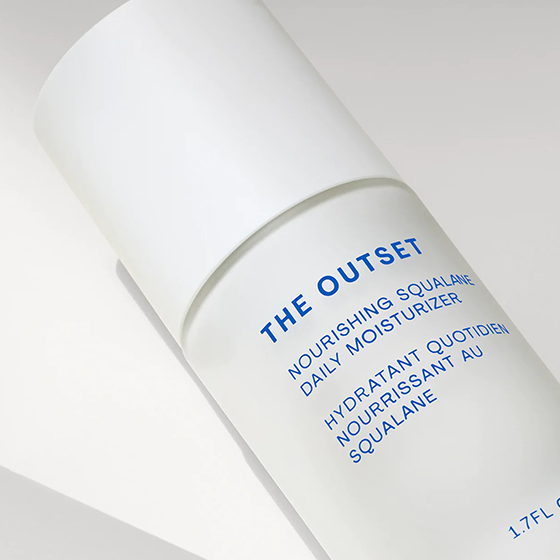 THE OUTSET
NOURISHING SQUALANE
DAILY MOISTURIZER
HYDRATANT QUOTIDIEN
NOURRISSANT AU
SQUALANE
1.7FL